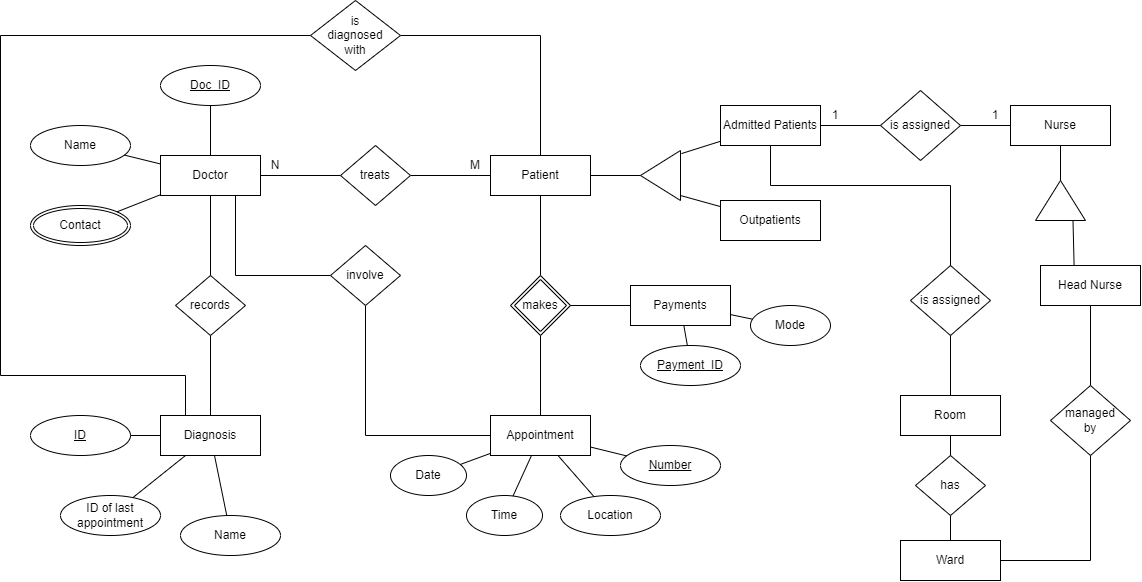 is
diagnosed
with
Doc_ID
Name
Contact
Doctor
N
treats
M
Patient
Admitted Patients
1
is assigned
1
Nurse
Outpatients
Head Nurse
records
involve
makes
Payments
Mode
Payment_ID
is assigned
Room
managed
by
has
Ward
ID
Diagnosis
ID of last
appointment
Name
Appointment
Date
Time
Location
Number